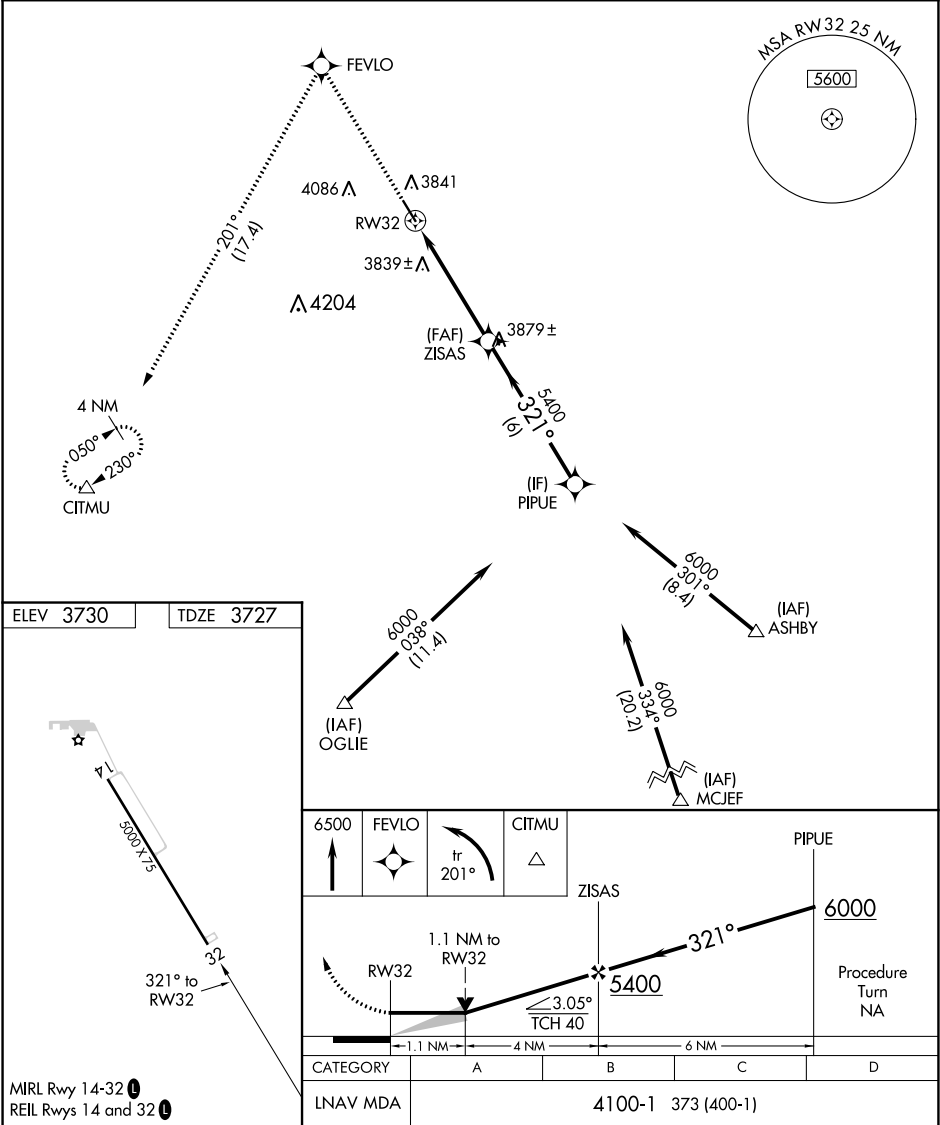 MSA RW32 25 NM
5600
FEVLO
4086
3841
RW32
3839±
4204
201°
(17.4)
(FAF)
ZISAS
3879±
5400
321°
(6)
4 NM
050°
230°
CITMU
(IF)
PIPUE
6000
301°
(8.4)
(IAF)
ASHBY
6000
038°
(11.4)
(IAF)
OGLIE
6000
334°
(20.2)
(IAF)
MCJEF
ELEV 3730
TDZE 3727
14
5000 X 75
32
321° to
RW32
MIRL Rwy 14-32 L
REIL Rwys 14 and 32 L
6500
FEVLO
tr
201°
CITMU
PIPUE
ZISAS
6000
321°
1.1 NM to
RW32
RW32
5400
3.05°
TCH 40
Procedure
Turn
NA
1.1 NM
4 NM
6 NM
CATEGORY A B C D
LNAV MDA 4100-1 373 (400-1)